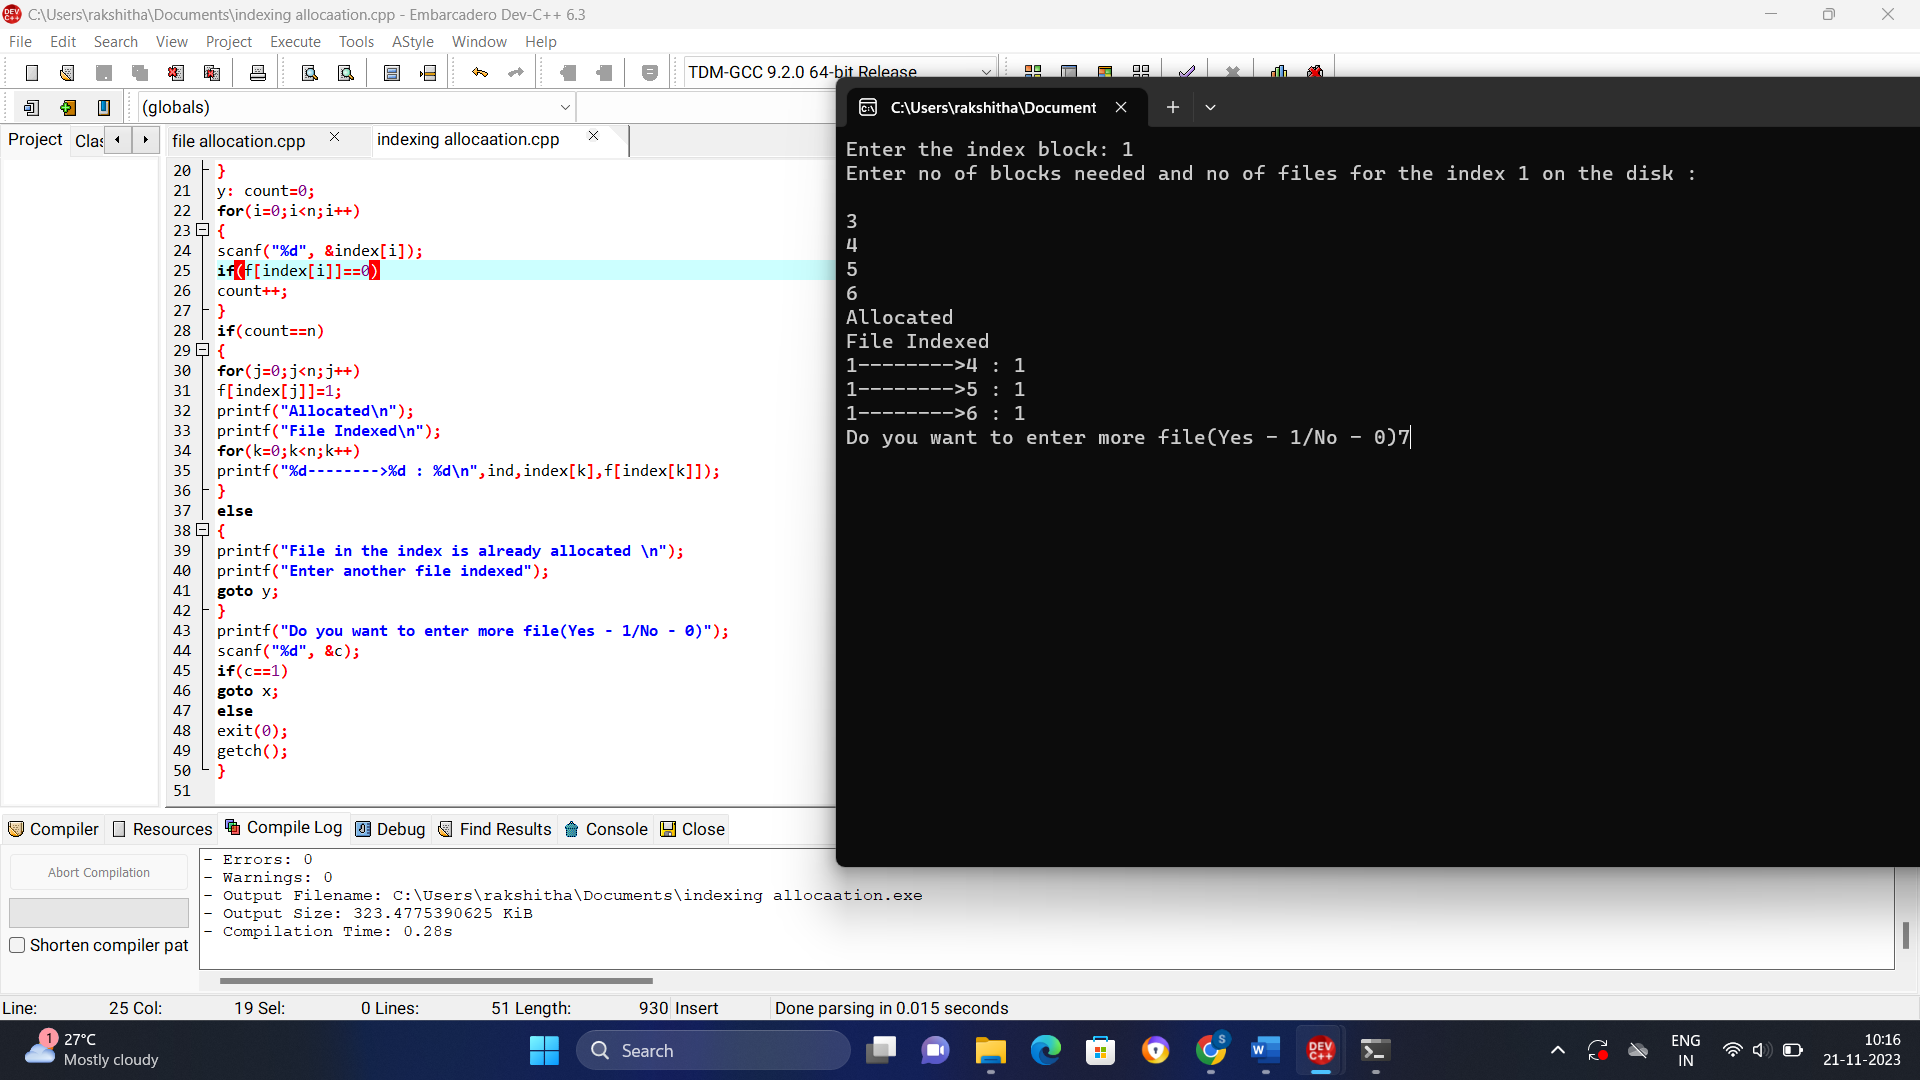 C:\Users\rakshitha\Documents\indexing allocaation.cpp - Embarcadero Dev-C++ 6.3
File Edit Search View Project Execute Tools AStyle Window Help
TDM-GCC 9.2.0 64-bit Release
(globals)
Project Clas file allocation.cpp indexing allocaation.cpp
20 }
21 y: count=0;
22 for(i=0;i<n;i++)
23 {
24 scanf("%d", &index[i]);
25 if(f[index[i]]==0)
26 count++;
27 }
28 if(count==n)
29 {
30 for(j=0;j<n;j++)
31 f[index[j]]=1;
32 printf("Allocated\n");
33 printf("File Indexed\n");
34 for(k=0;k<n;k++)
35 printf("%d-------->%d : %d\n",ind,index[k],f[index[k]]);
36 }
37 else
38 {
39 printf("File in the index is already allocated \n");
40 printf("Enter another file indexed");
41 goto y;
42 }
43 printf("Do you want to enter more file(Yes - 1/No - 0)");
44 scanf("%d", &c);
45 if(c==1)
46 goto x;
47 else
48 exit(0);
49 getch();
50 }
51
C:\Users\rakshitha\Document
Enter the index block: 1
Enter no of blocks needed and no of files for the index 1 on the disk :
3
4
5
6
Allocated
File Indexed
1-------->4 : 1
1-------->5 : 1
1-------->6 : 1
Do you want to enter more file(Yes - 1/No - 0)7
Compiler Resources Compile Log Debug Find Results Console Close
Abort Compilation
Shorten compiler pat
- Errors: 0
- Warnings: 0
- Output Filename: C:\Users\rakshitha\Documents\indexing allocaation.exe
- Output Size: 323.4775390625 KiB
- Compilation Time: 0.28s
Line: 25 Col: 19 Sel: 0 Lines: 51 Length: 930 Insert Done parsing in 0.015 seconds
1
27°C
Mostly cloudy
Search
S
W
DEV
C++
ENG
IN
10:16
21-11-2023